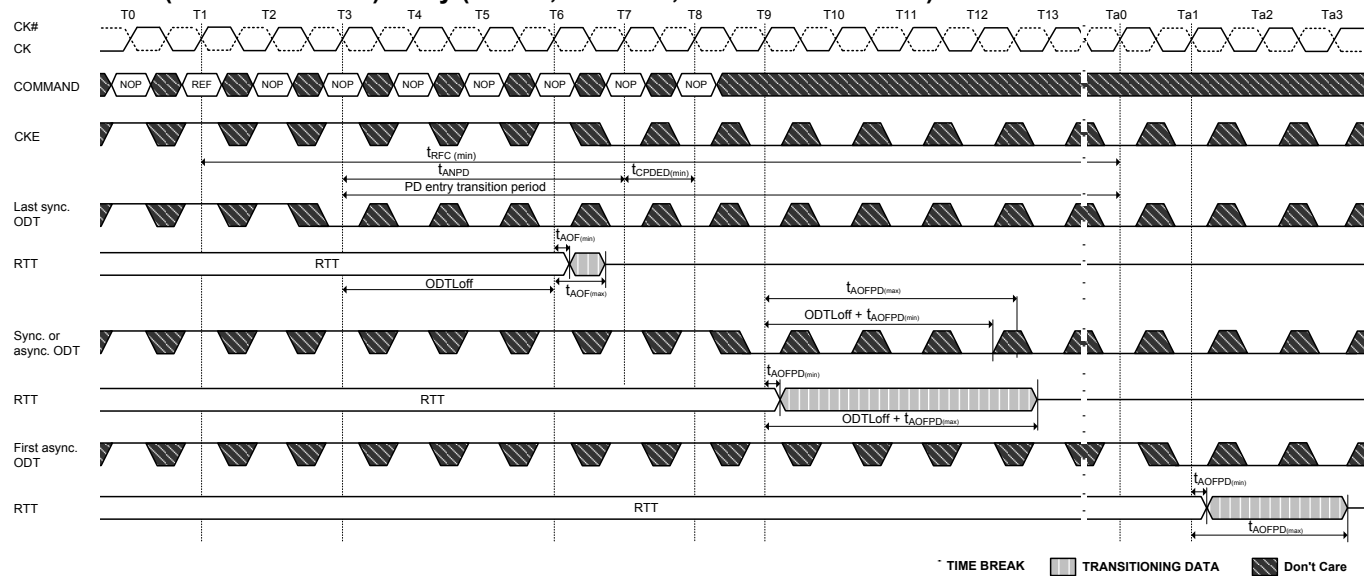 T0 T1 T2 T3 T4 T5 T6 T7 T8 T9 T10 T11 T12 T13 Ta0 Ta1 Ta2 Ta3
CK#
CK
COMMAND NOP REF NOP NOP NOP NOP NOP NOP NOP
CKE
tRFC (min)
tANPD tCPDED(min)
PD entry transition period
Last sync.
ODT
tAOF(min)
RTT RTT
ODTLoff tAOF(max)
tAOFPD(max)
ODTLoff + tAOFPD(min)
Sync. or
async. ODT
tAOFPD(min)
RTT RTT
ODTLoff + tAOFPD(max)
First async.
ODT
tAOFPD(min)
RTT RTT
tAOFPD(max)
TIME BREAK TRANSITIONING DATA Don't Care